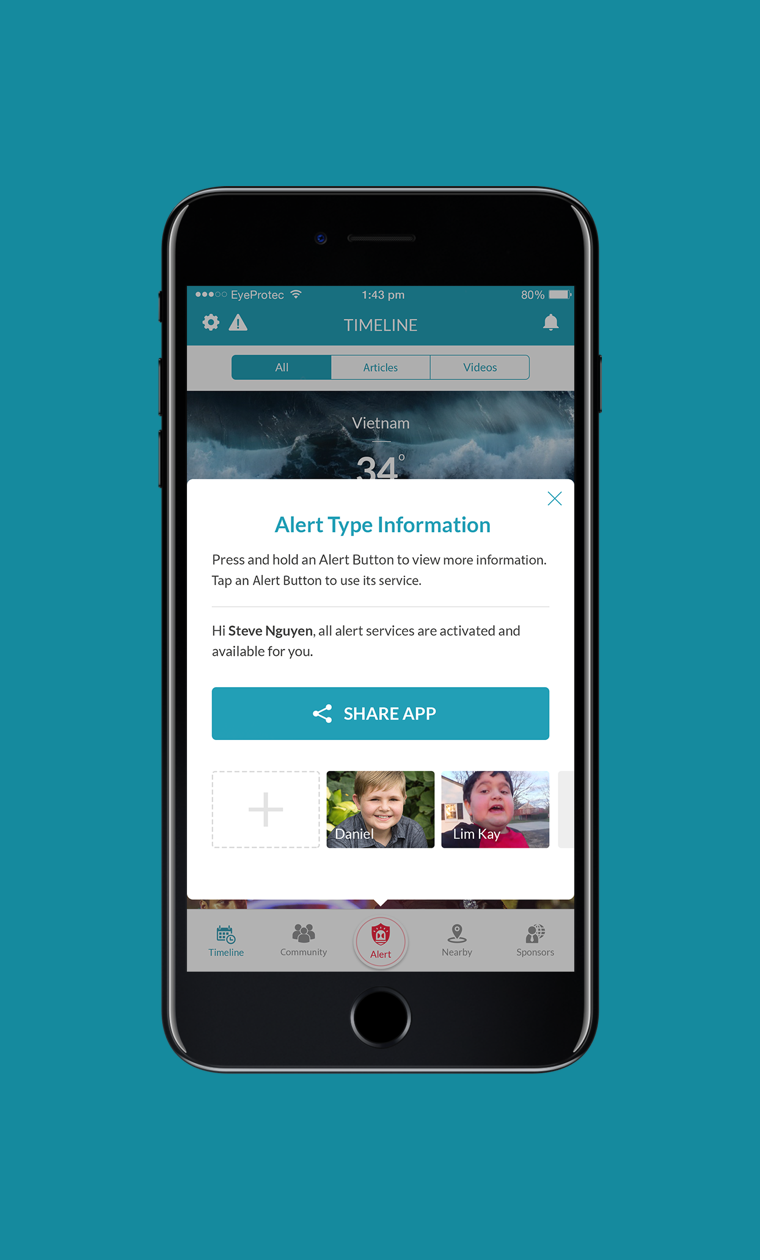 EyeProtec 1:43 pm 80%
TIMELINE
All Articles Videos
Vietnam
34°
Alert Type Information
Press and hold an Alert Button to view more information.
Tap an Alert Button to use its service.
Hi Steve Nguyen, all alert services are activated and
available for you.
SHARE APP
Daniel Lim Kay
Timeline Community Alert Nearby Sponsors